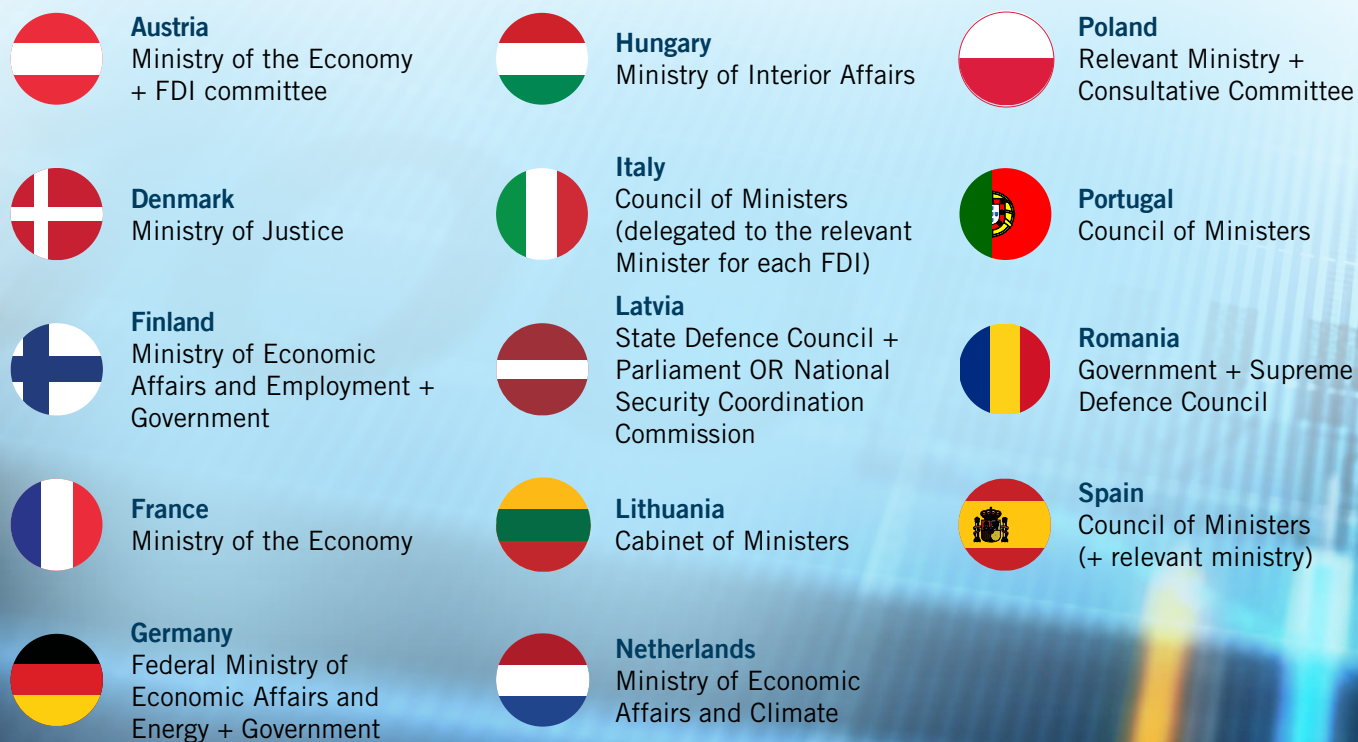 Austria
Ministry of the Economy
+ FDI committee
Denmark
Ministry of Justice
Finland
Ministry of Economic
Affairs and Employment +
Government
France
Ministry of the Economy
Germany
Federal Ministry of
Economic Affairs and
Energy + Government
Hungary
Ministry of Interior Affairs
Italy
Council of Ministers
(delegated to the relevant
Minister for each FDI)
Latvia
State Defence Council +
Parliament OR National
Security Coordination
Commission
Lithuania
Cabinet of Ministers
Netherlands
Ministry of Economic
Affairs and Climate
Poland
Relevant Ministry +
Consultative Committee
Portugal
Council of Ministers
Romania
Government + Supreme
Defence Council
Spain
Council of Ministers
(+ relevant ministry)